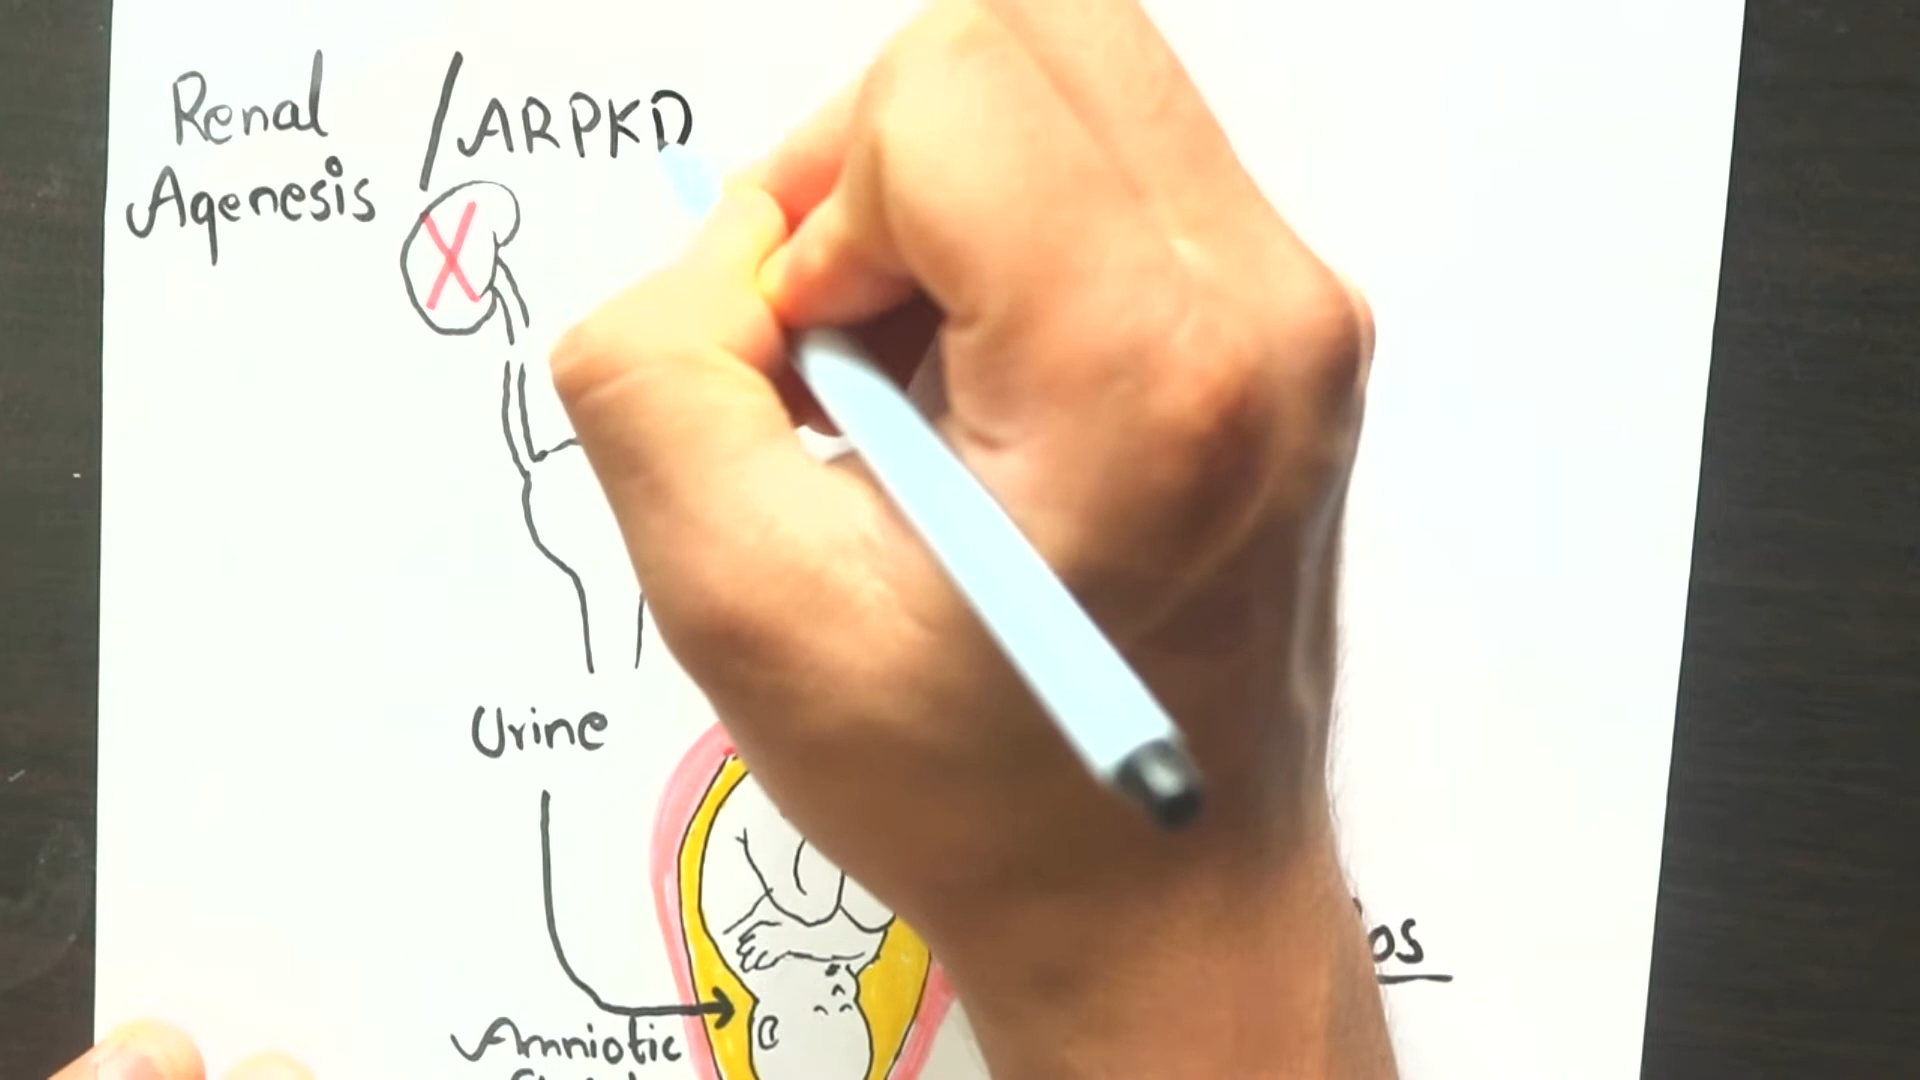 Renal
Agenesis
/ARPKD
Urine
Amniotic